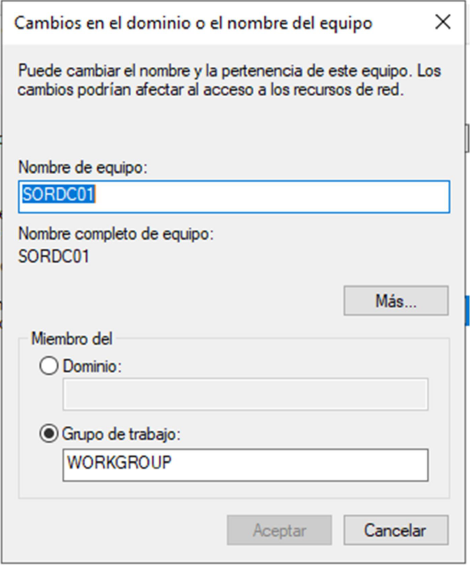 Cambios en el dominio o el nombre del equipo
Puede cambiar el nombre y la pertenencia de este equipo. Los
cambios podrían afectar al acceso a los recursos de red.
Nombre de equipo:
SORDC01
Nombre completo de equipo:
SORDC01
Más...
Miembro del
Dominio:
Grupo de trabajo:
WORKGROUP
Aceptar
Cancelar